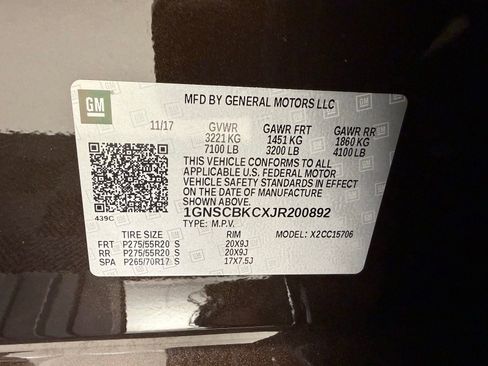 GM
MFD BY GENERAL MOTORS LLC
11/17 GVWR GAWR FRT GAWR RR
3221 KG 1451 KG 1860 KG
7100 LB 3200 LB 4100 LB
THIS VEHICLE CONFORMS TO ALL
APPLICABLE U.S. FEDERAL MOTOR
VEHICLE SAFETY STANDARDS IN EFFECT
ON THE DATE OF MANUFACTURE
SHOWN ABOVE.
439C 1GNSCBKCXJR200892
TYPE: M.P.V. MODEL: X2CC15706
TIRE SIZE RIM
FRT P275/55R20 S 20X9J
RR P275/55R20 S 20X9J
SPA P265/70R17 S 17X7.5J